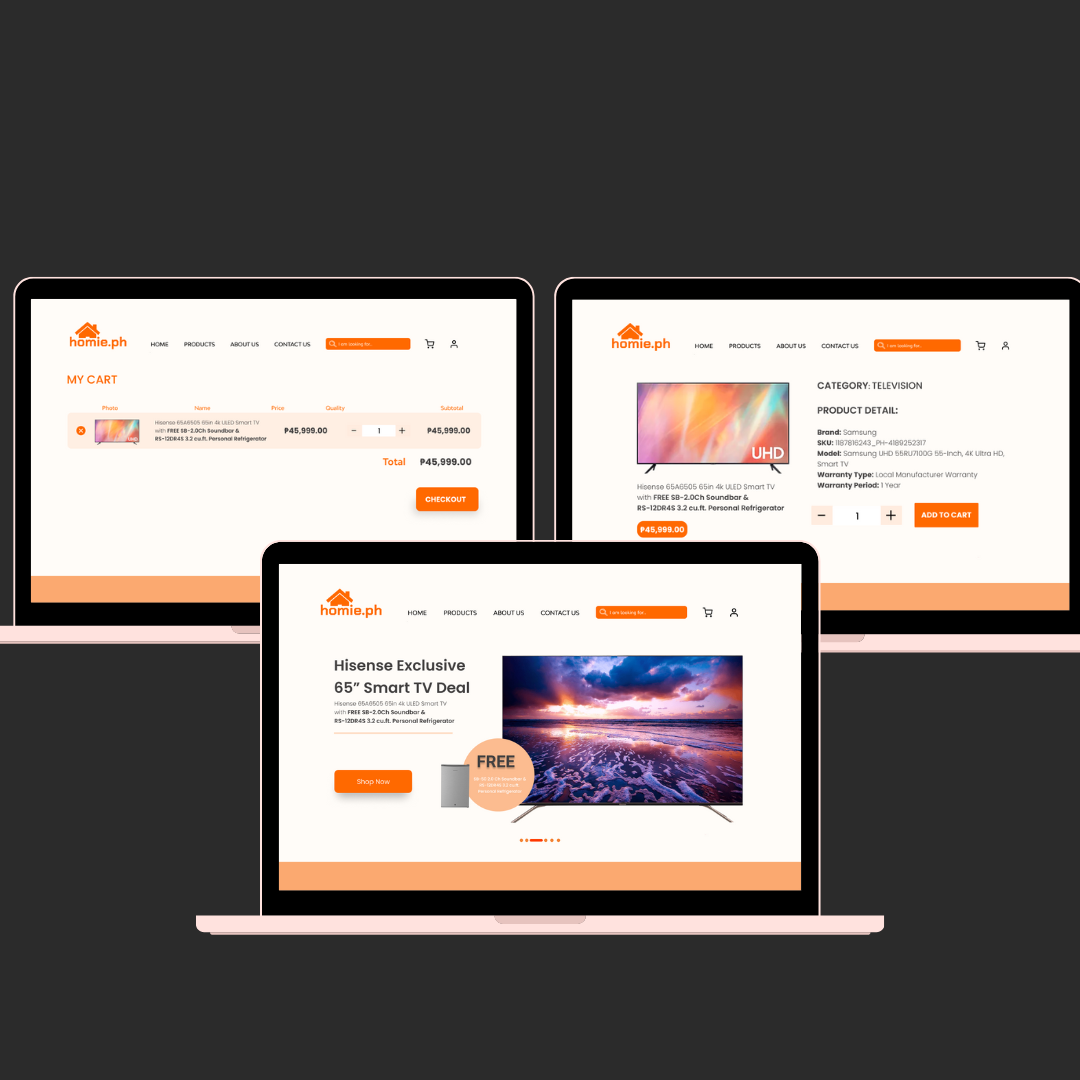 homie.ph
HOME PRODUCTS ABOUT US CONTACT US I am looking for..
MY CART
Photo Name Price Quality Subtotal
Hisense 65A6505 65in 4k ULED Smart TV
with FREE SB-2.0Ch Soundbar &
RS-12DR4S 3.2 cu.ft. Personal Refrigerator
UHD
₱45,999.00 − 1 + ₱45,999.00
Total ₱45,999.00
CHECKOUT
homie.ph
HOME PRODUCTS ABOUT US CONTACT US I am looking for..
UHD
Hisense 65A6505 65in 4k ULED Smart TV
with FREE SB-2.0Ch Soundbar &
RS-12DR4S 3.2 cu.ft. Personal Refrigerator
₱45,999.00
CATEGORY: TELEVISION
PRODUCT DETAIL:
Brand: Samsung
SKU: 1187816243_PH-4189252317
Model: Samsung UHD 55RU7100G 55-Inch, 4K Ultra HD,
Smart TV
Warranty Type: Local Manufacturer Warranty
Warranty Period: 1 Year
− 1 + ADD TO CART
homie.ph
HOME PRODUCTS ABOUT US CONTACT US I am looking for..
Hisense Exclusive
65” Smart TV Deal
Hisense 65A6505 65in 4k ULED Smart TV
with FREE SB-2.0Ch Soundbar &
RS-12DR4S 3.2 cu.ft. Personal Refrigerator
Shop Now
FREE
Soundbar &
3.2 cu.ft.
Personal Refrigerator